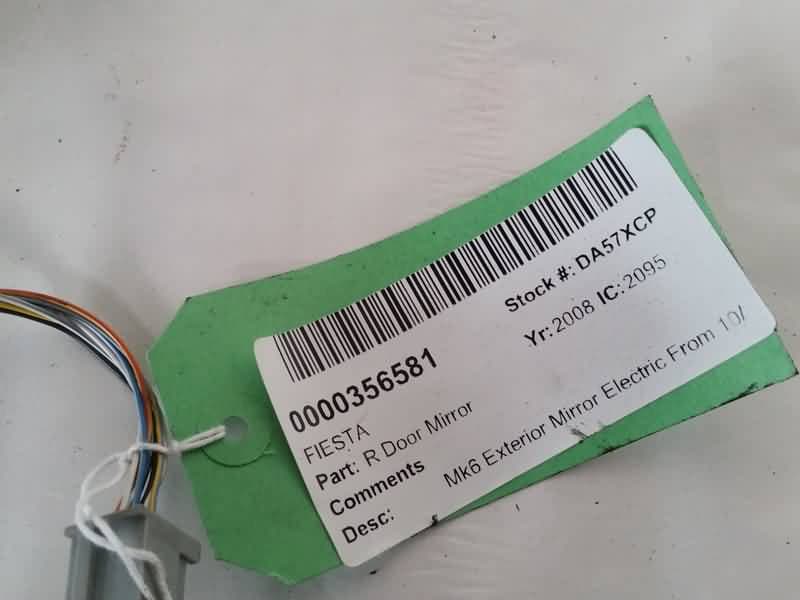 0000356581
Stock #: DA57XCP
FIESTA
Yr: 2008 IC: 2095
Part: R Door Mirror
Comments
Desc: Mk6 Exterior Mirror Electric From 10/